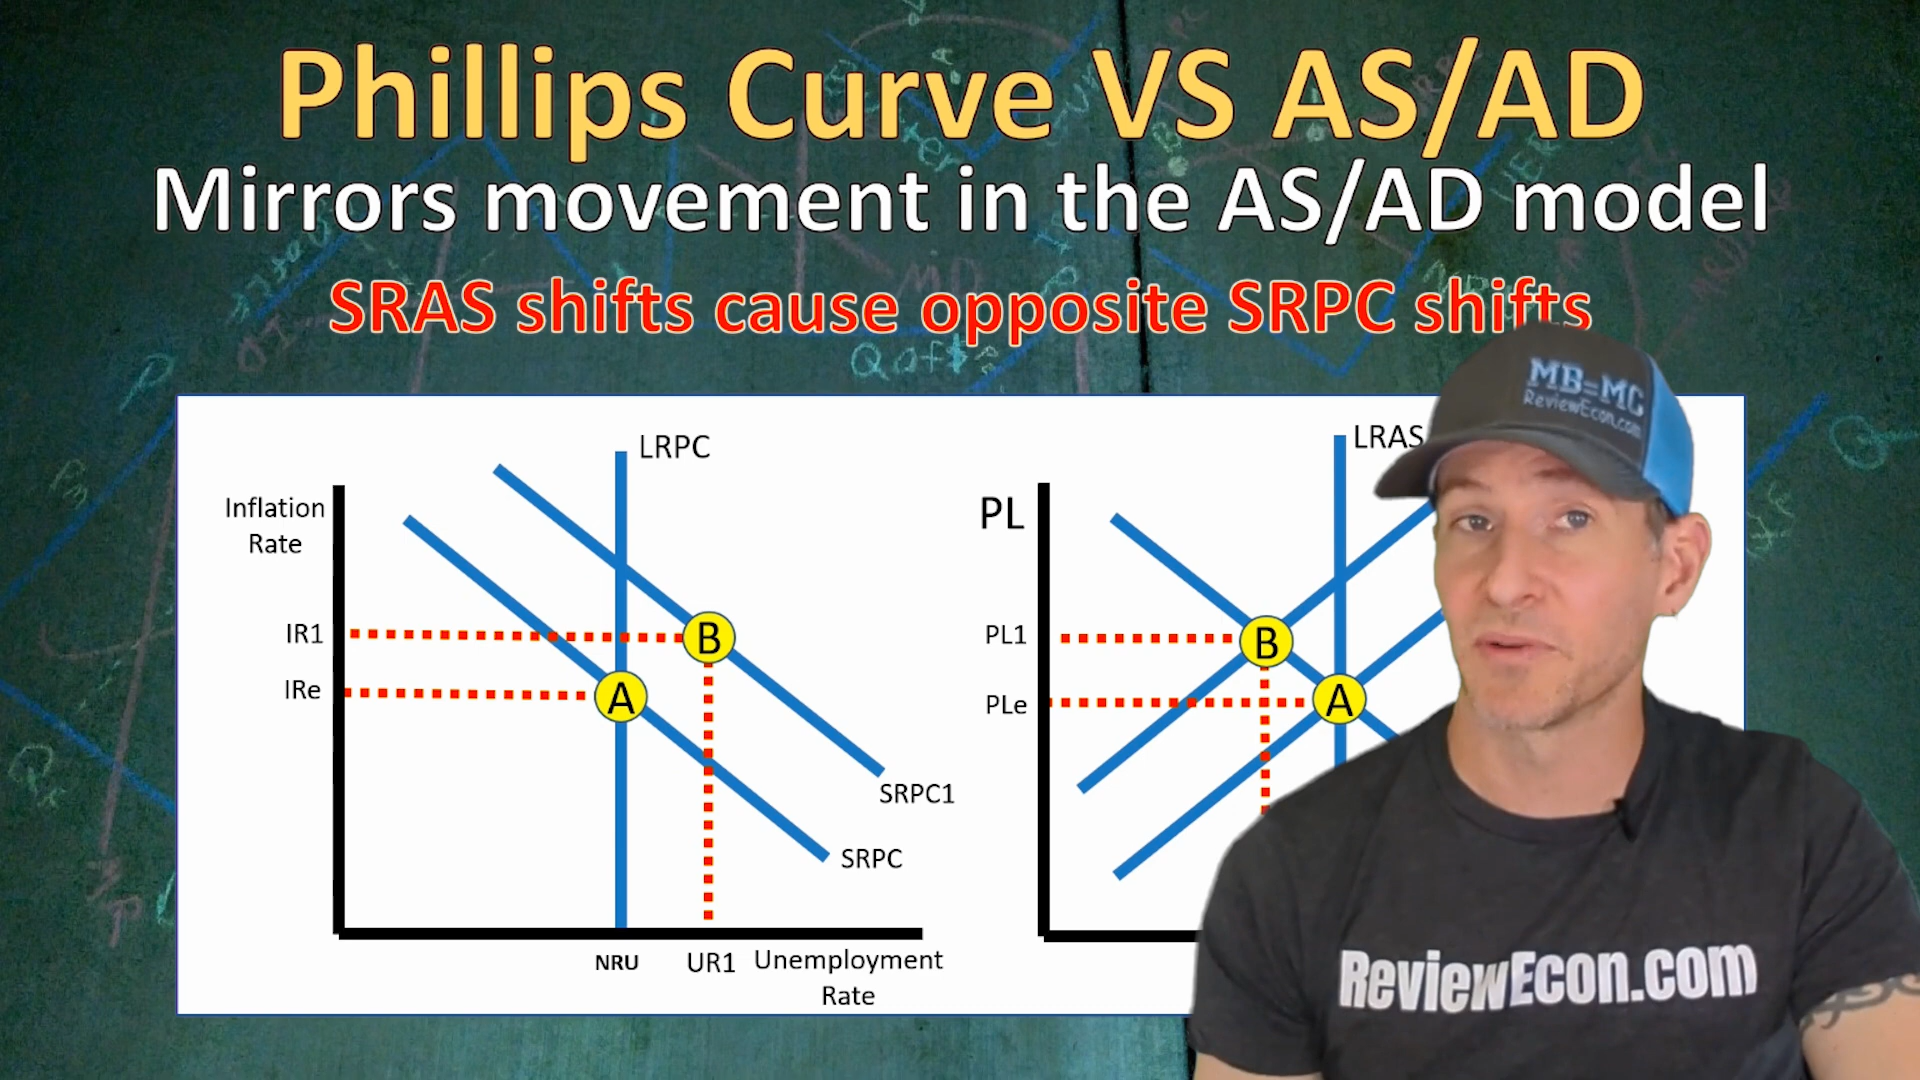 Phillips Curve VS AS/AD
Mirrors movement in the AS/AD model
SRAS shifts cause opposite SRPC shifts
MB=MC
ReviewEcon.com
LRPC
Inflation
Rate
IR1
IRe
B
A
SRPC1
SRPC
NRU
UR1
Unemployment
Rate
LRAS
PL
PL1
PLe
B
A
ReviewEcon.com
Q of $